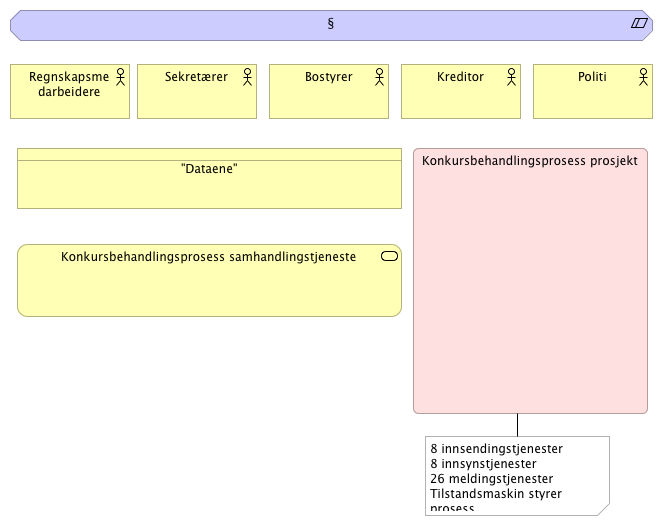 §
Regnskapsme
darbeidere
Sekretærer
Bostyrer
Kreditor
Politi
"Dataene"
Konkursbehandlingsprosess prosjekt
Konkursbehandlingsprosess samhandlingstjeneste
8 innsendingstjenester
8 innsynstjenester
26 meldingstjenester
Tilstandsmaskin styrer
prosess